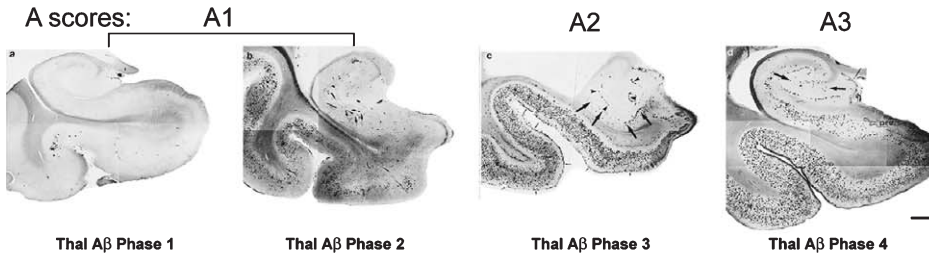 A scores: A1 A2 A3
a b c d
Thal Aβ Phase 1 Thal Aβ Phase 2 Thal Aβ Phase 3 Thal Aβ Phase 4